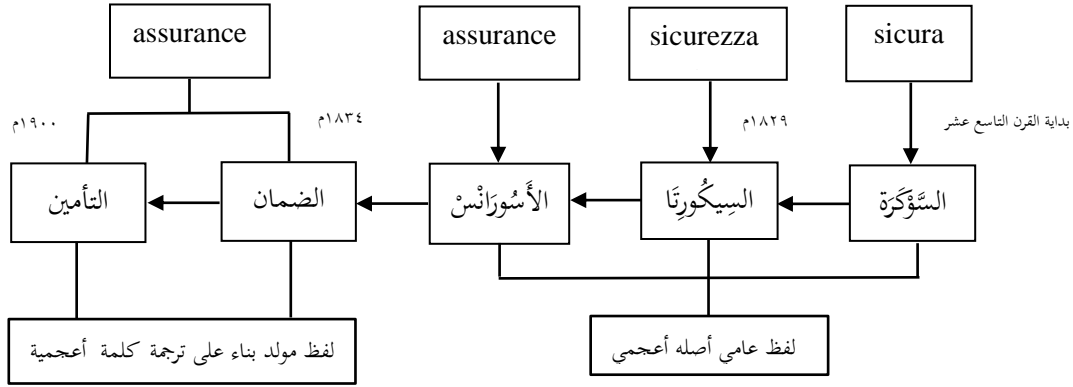 sicura
sicurezza
assurance
assurance
بداية القرن التاسع عشر
١٨٢٩م
١٨٣٤م
١٩٠٠م
السَّوْكَرَة
السِيكُورِتَا
الأَسُورَانْسْ
الضمان
التأمين
لفظ عامي أصله أعجمي
لفظ مولد بناء على ترجمة كلمة أعجمية